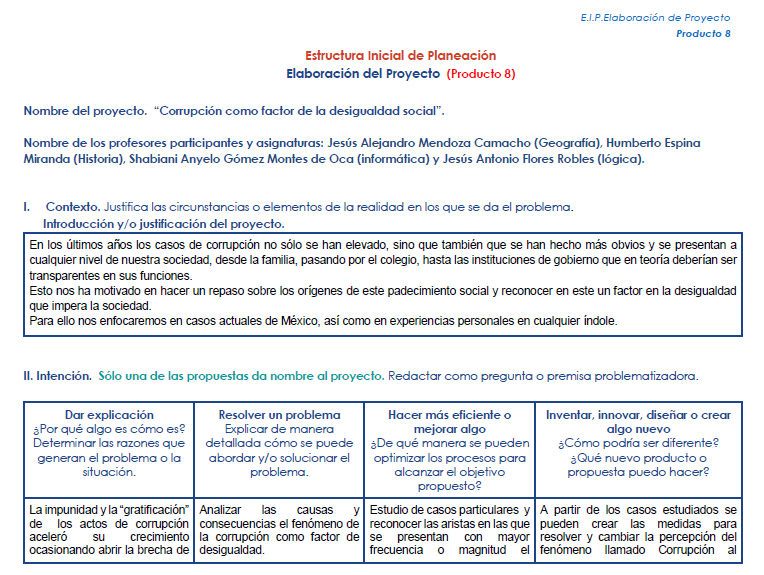 E.I.P.Elaboración de Proyecto
Producto 8
Estructura Inicial de Planeación
Elaboración del Proyecto (Producto 8)
Nombre del proyecto. “Corrupción como factor de la desigualdad social”.
Nombre de los profesores participantes y asignaturas: Jesús Alejandro Mendoza Camacho (Geografía), Humberto Espina
Miranda (Historia), Shabiani Anyelo Gómez Montes de Oca (informática) y Jesús Antonio Flores Robles (lógica).
I. Contexto. Justifica las circunstancias o elementos de la realidad en los que se da el problema.
Introducción y/o justificación del proyecto.
En los últimos años los casos de corrupción no sólo se han elevado, sino que también que se han hecho más obvios y se presentan a
cualquier nivel de nuestra sociedad, desde la familia, pasando por el colegio, hasta las instituciones de gobierno que en teoría deberían ser
transparentes en sus funciones.
Esto nos ha motivado en hacer un repaso sobre los orígenes de este padecimiento social y reconocer en este un factor en la desigualdad
que impera la sociedad.
Para ello nos enfocaremos en casos actuales de México, así como en experiencias personales en cualquier índole.
II. Intención. Sólo una de las propuestas da nombre al proyecto. Redactar como pregunta o premisa problematizadora.
Dar explicación
¿Por qué algo es cómo es?
Determinar las razones que
generan el problema o la
situación.
Resolver un problema
Explicar de manera
detallada cómo se puede
abordar y/o solucionar el
problema.
Hacer más eficiente o
mejorar algo
¿De qué manera se pueden
optimizar los procesos para
alcanzar el objetivo
propuesto?
Inventar, innovar, diseñar o crear
algo nuevo
¿Cómo podría ser diferente?
¿Qué nuevo producto o
propuesta puedo hacer?
La impunidad y la “gratificación”
de los actos de corrupción
aceleró su crecimiento
ocasionando abrir la brecha de
Analizar las causas y
consecuencias el fenómeno de
la corrupción como factor de
desigualdad.
Estudio de casos particulares y
reconocer las aristas en las que
se presentan con mayor
frecuencia o magnitud el
A partir de los casos estudiados se
pueden crear las medidas para
resolver y cambiar la percepción del
fenómeno llamado Corrupción al